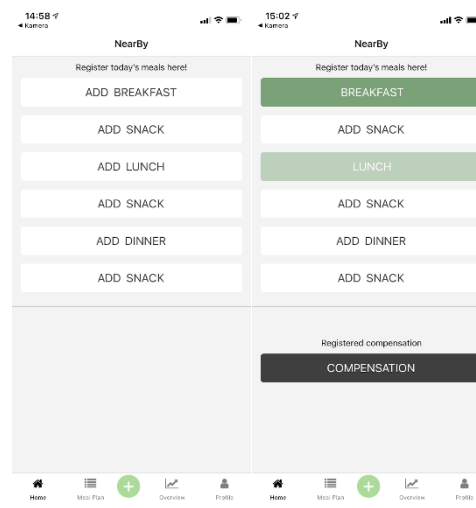 14:58
◀ Kamera
NearBy
Register today's meals here!
ADD BREAKFAST
ADD SNACK
ADD LUNCH
ADD SNACK
ADD DINNER
ADD SNACK
Home
Meal Plan
Overview
Profile
15:02
◀ Kamera
NearBy
Register today's meals here!
BREAKFAST
ADD SNACK
LUNCH
ADD SNACK
ADD DINNER
ADD SNACK
Registered compensation
COMPENSATION
Home
Meal Plan
Overview
Profile